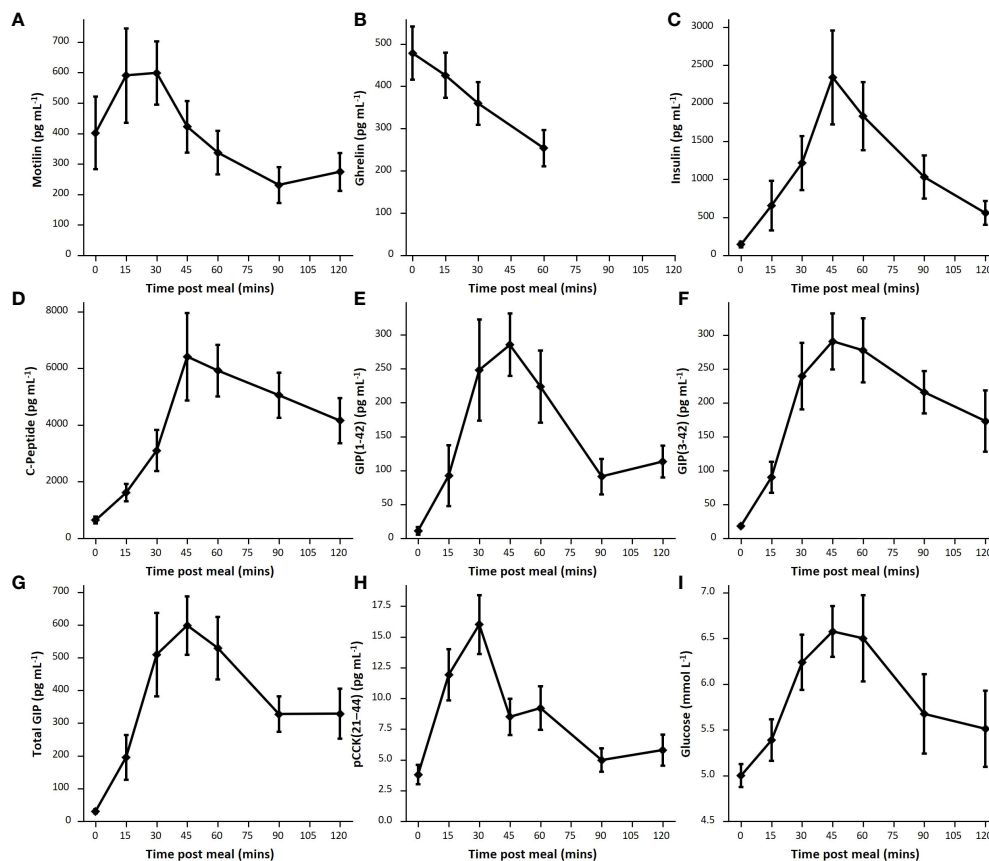 A
Motilin (pg mL⁻¹)
700
600
500
400
300
200
100
0
0 15 30 45 60 75 90 105 120
Time post meal (mins)
B
Ghrelin (pg mL⁻¹)
500
400
300
200
100
0
0 15 30 45 60 75 90 105 120
Time post meal (mins)
C
Insulin (pg mL⁻¹)
3000
2500
2000
1500
1000
500
0
0 15 30 45 60 75 90 105 120
Time post meal (mins)
D
C-Peptide (pg mL⁻¹)
8000
6000
4000
2000
0
0 15 30 45 60 75 90 105 120
Time post meal (mins)
E
GIP(1-42) (pg mL⁻¹)
300
250
200
150
100
50
0
0 15 30 45 60 75 90 105 120
Time post meal (mins)
F
GIP(3-42) (pg mL⁻¹)
300
250
200
150
100
50
0
0 15 30 45 60 75 90 105 120
Time post meal (mins)
G
Total GIP (pg mL⁻¹)
700
600
500
400
300
200
100
0
0 15 30 45 60 75 90 105 120
Time post meal (mins)
H
pCCK(21–44) (pg mL⁻¹)
17.5
15.0
12.5
10.0
7.5
5.0
2.5
0.0
0 15 30 45 60 75 90 105 120
Time post meal (mins)
I
Glucose (mmol L⁻¹)
7.0
6.5
6.0
5.5
5.0
4.5
0 15 30 45 60 75 90 105 120
Time post meal (mins)